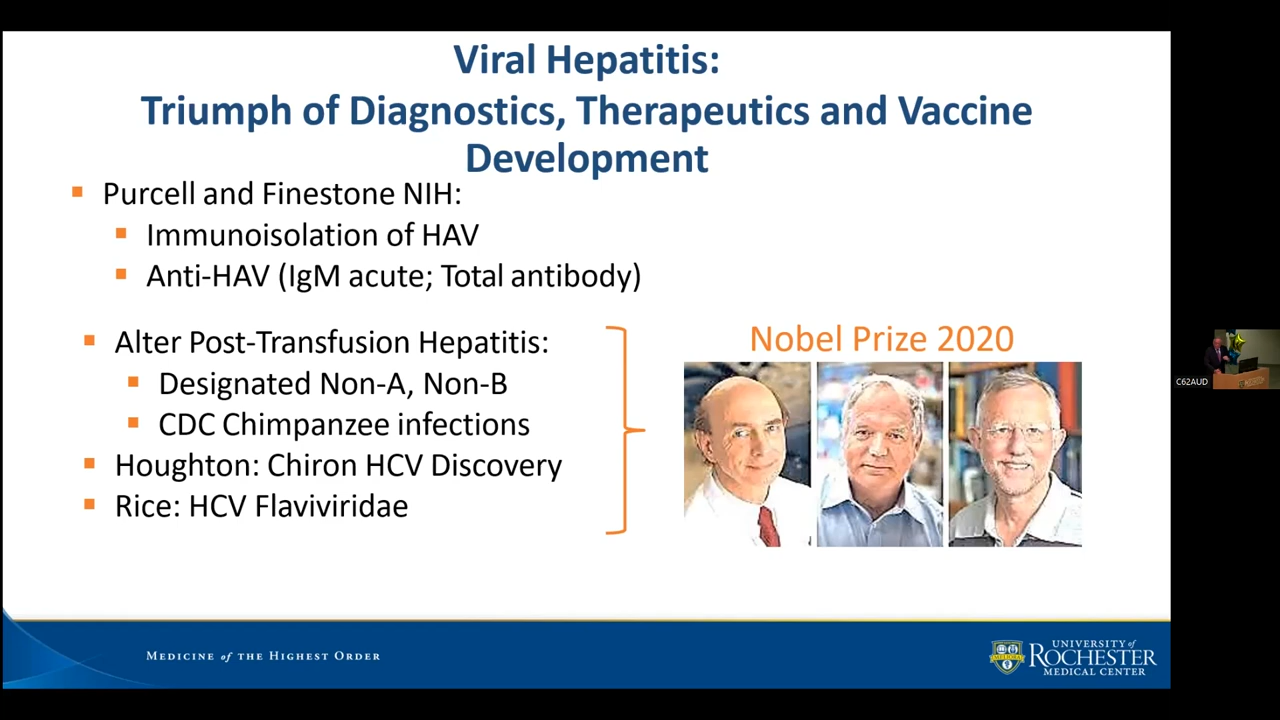 Viral Hepatitis:
Triumph of Diagnostics, Therapeutics and Vaccine
Development
Purcell and Finestone NIH:
Immunoisolation of HAV
Anti-HAV (IgM acute; Total antibody)
Alter Post-Transfusion Hepatitis:
Designated Non-A, Non-B
CDC Chimpanzee infections
Houghton: Chiron HCV Discovery
Rice: HCV Flaviviridae
Nobel Prize 2020
C62AUD
MEDICINE of THE HIGHEST ORDER
UNIVERSITY of
ROCHESTER
MEDICAL CENTER